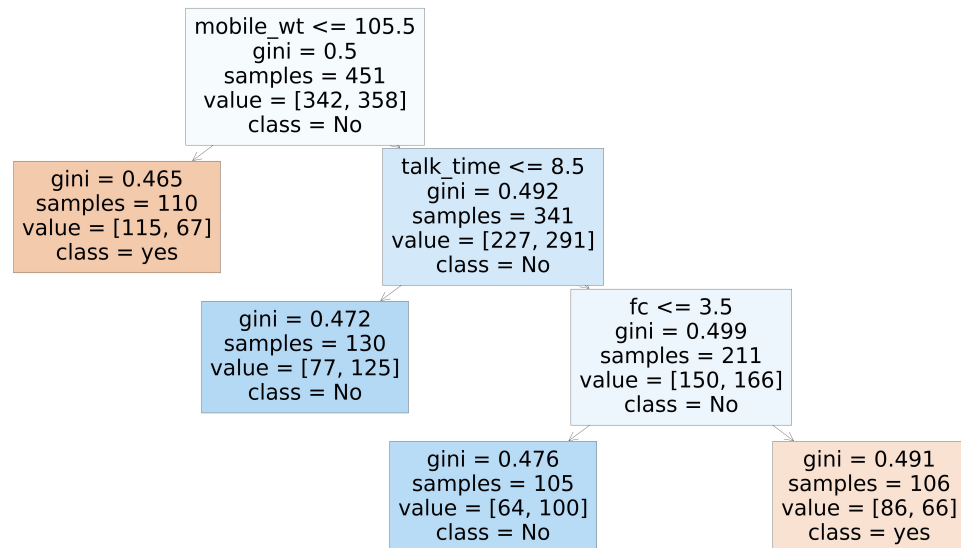 mobile_wt <= 105.5
gini = 0.5
samples = 451
value = [342, 358]
class = No
gini = 0.465
samples = 110
value = [115, 67]
class = yes
talk_time <= 8.5
gini = 0.492
samples = 341
value = [227, 291]
class = No
gini = 0.472
samples = 130
value = [77, 125]
class = No
fc <= 3.5
gini = 0.499
samples = 211
value = [150, 166]
class = No
gini = 0.476
samples = 105
value = [64, 100]
class = No
gini = 0.491
samples = 106
value = [86, 66]
class = yes